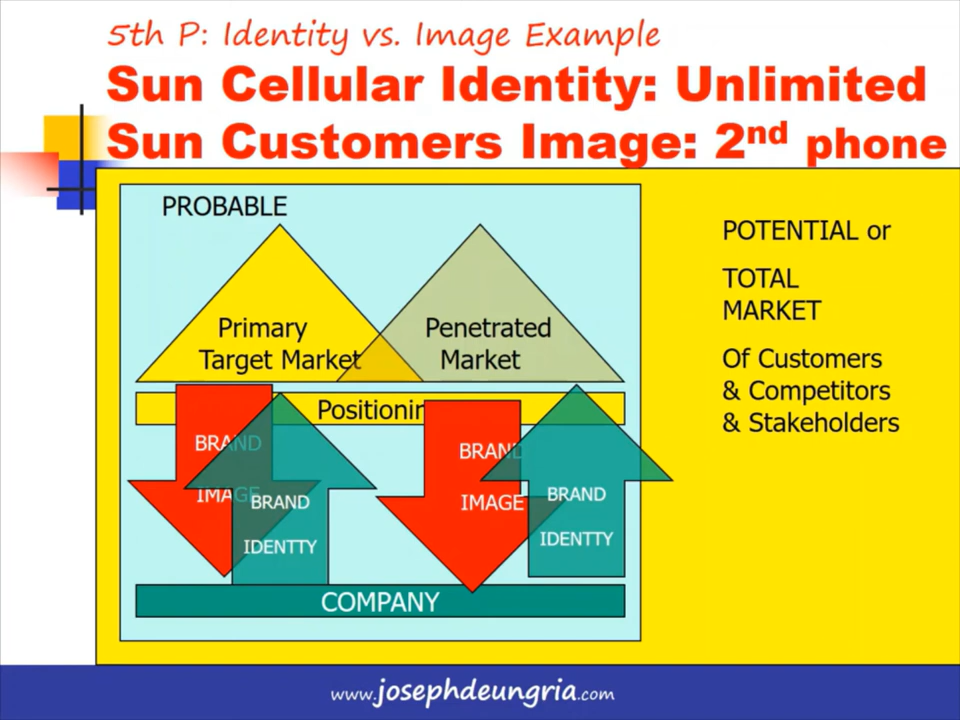 5th P: Identity vs. Image Example
Sun Cellular Identity: Unlimited
Sun Customers Image: 2nd phone
PROBABLE
Primary
Target Market
Penetrated
Market
POTENTIAL or
TOTAL
MARKET
Of Customers
& Competitors
& Stakeholders
Positionin
BRAND
IMAGE
BRAND
IDENTTY
BRAND
IMAGE
BRAND
IDENTTY
COMPANY
www.josephdeungria.com